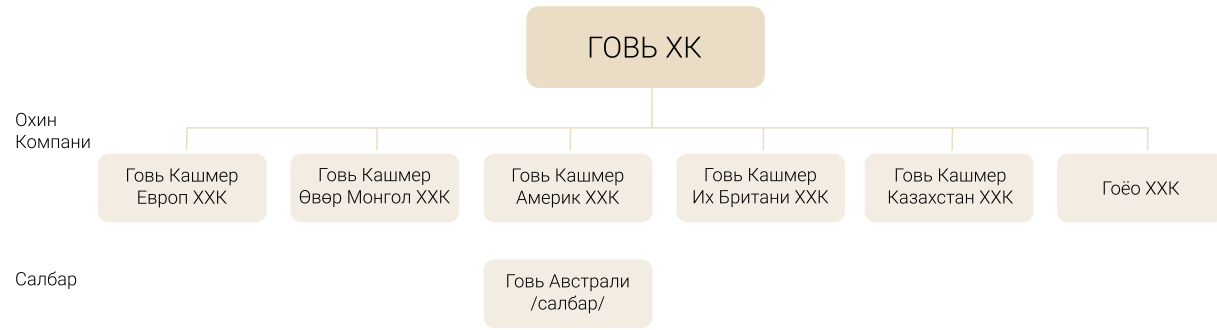 ГОВЬ ХК
Охин
Компани
Говь Кашмер
Европ ХХК
Говь Кашмер
Өвөр Монгол ХХК
Говь Кашмер
Америк ХХК
Говь Кашмер
Их Британи ХХК
Говь Кашмер
Казахстан ХХК
Гоёо ХХК
Салбар
Говь Австрали
/салбар/